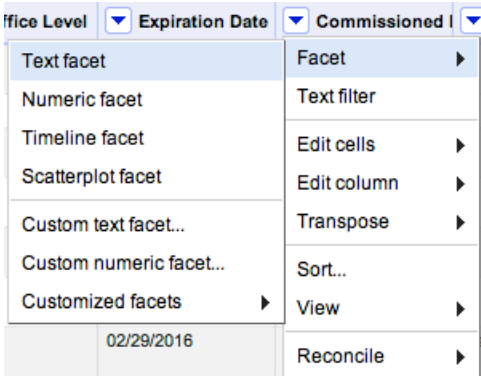 ffice Level Expiration Date Commissioned
Text facet
Numeric facet
Timeline facet
Scatterplot facet
Custom text facet...
Custom numeric facet...
Customized facets
02/29/2016
Facet
Text filter
Edit cells
Edit column
Transpose
Sort...
View
Reconcile